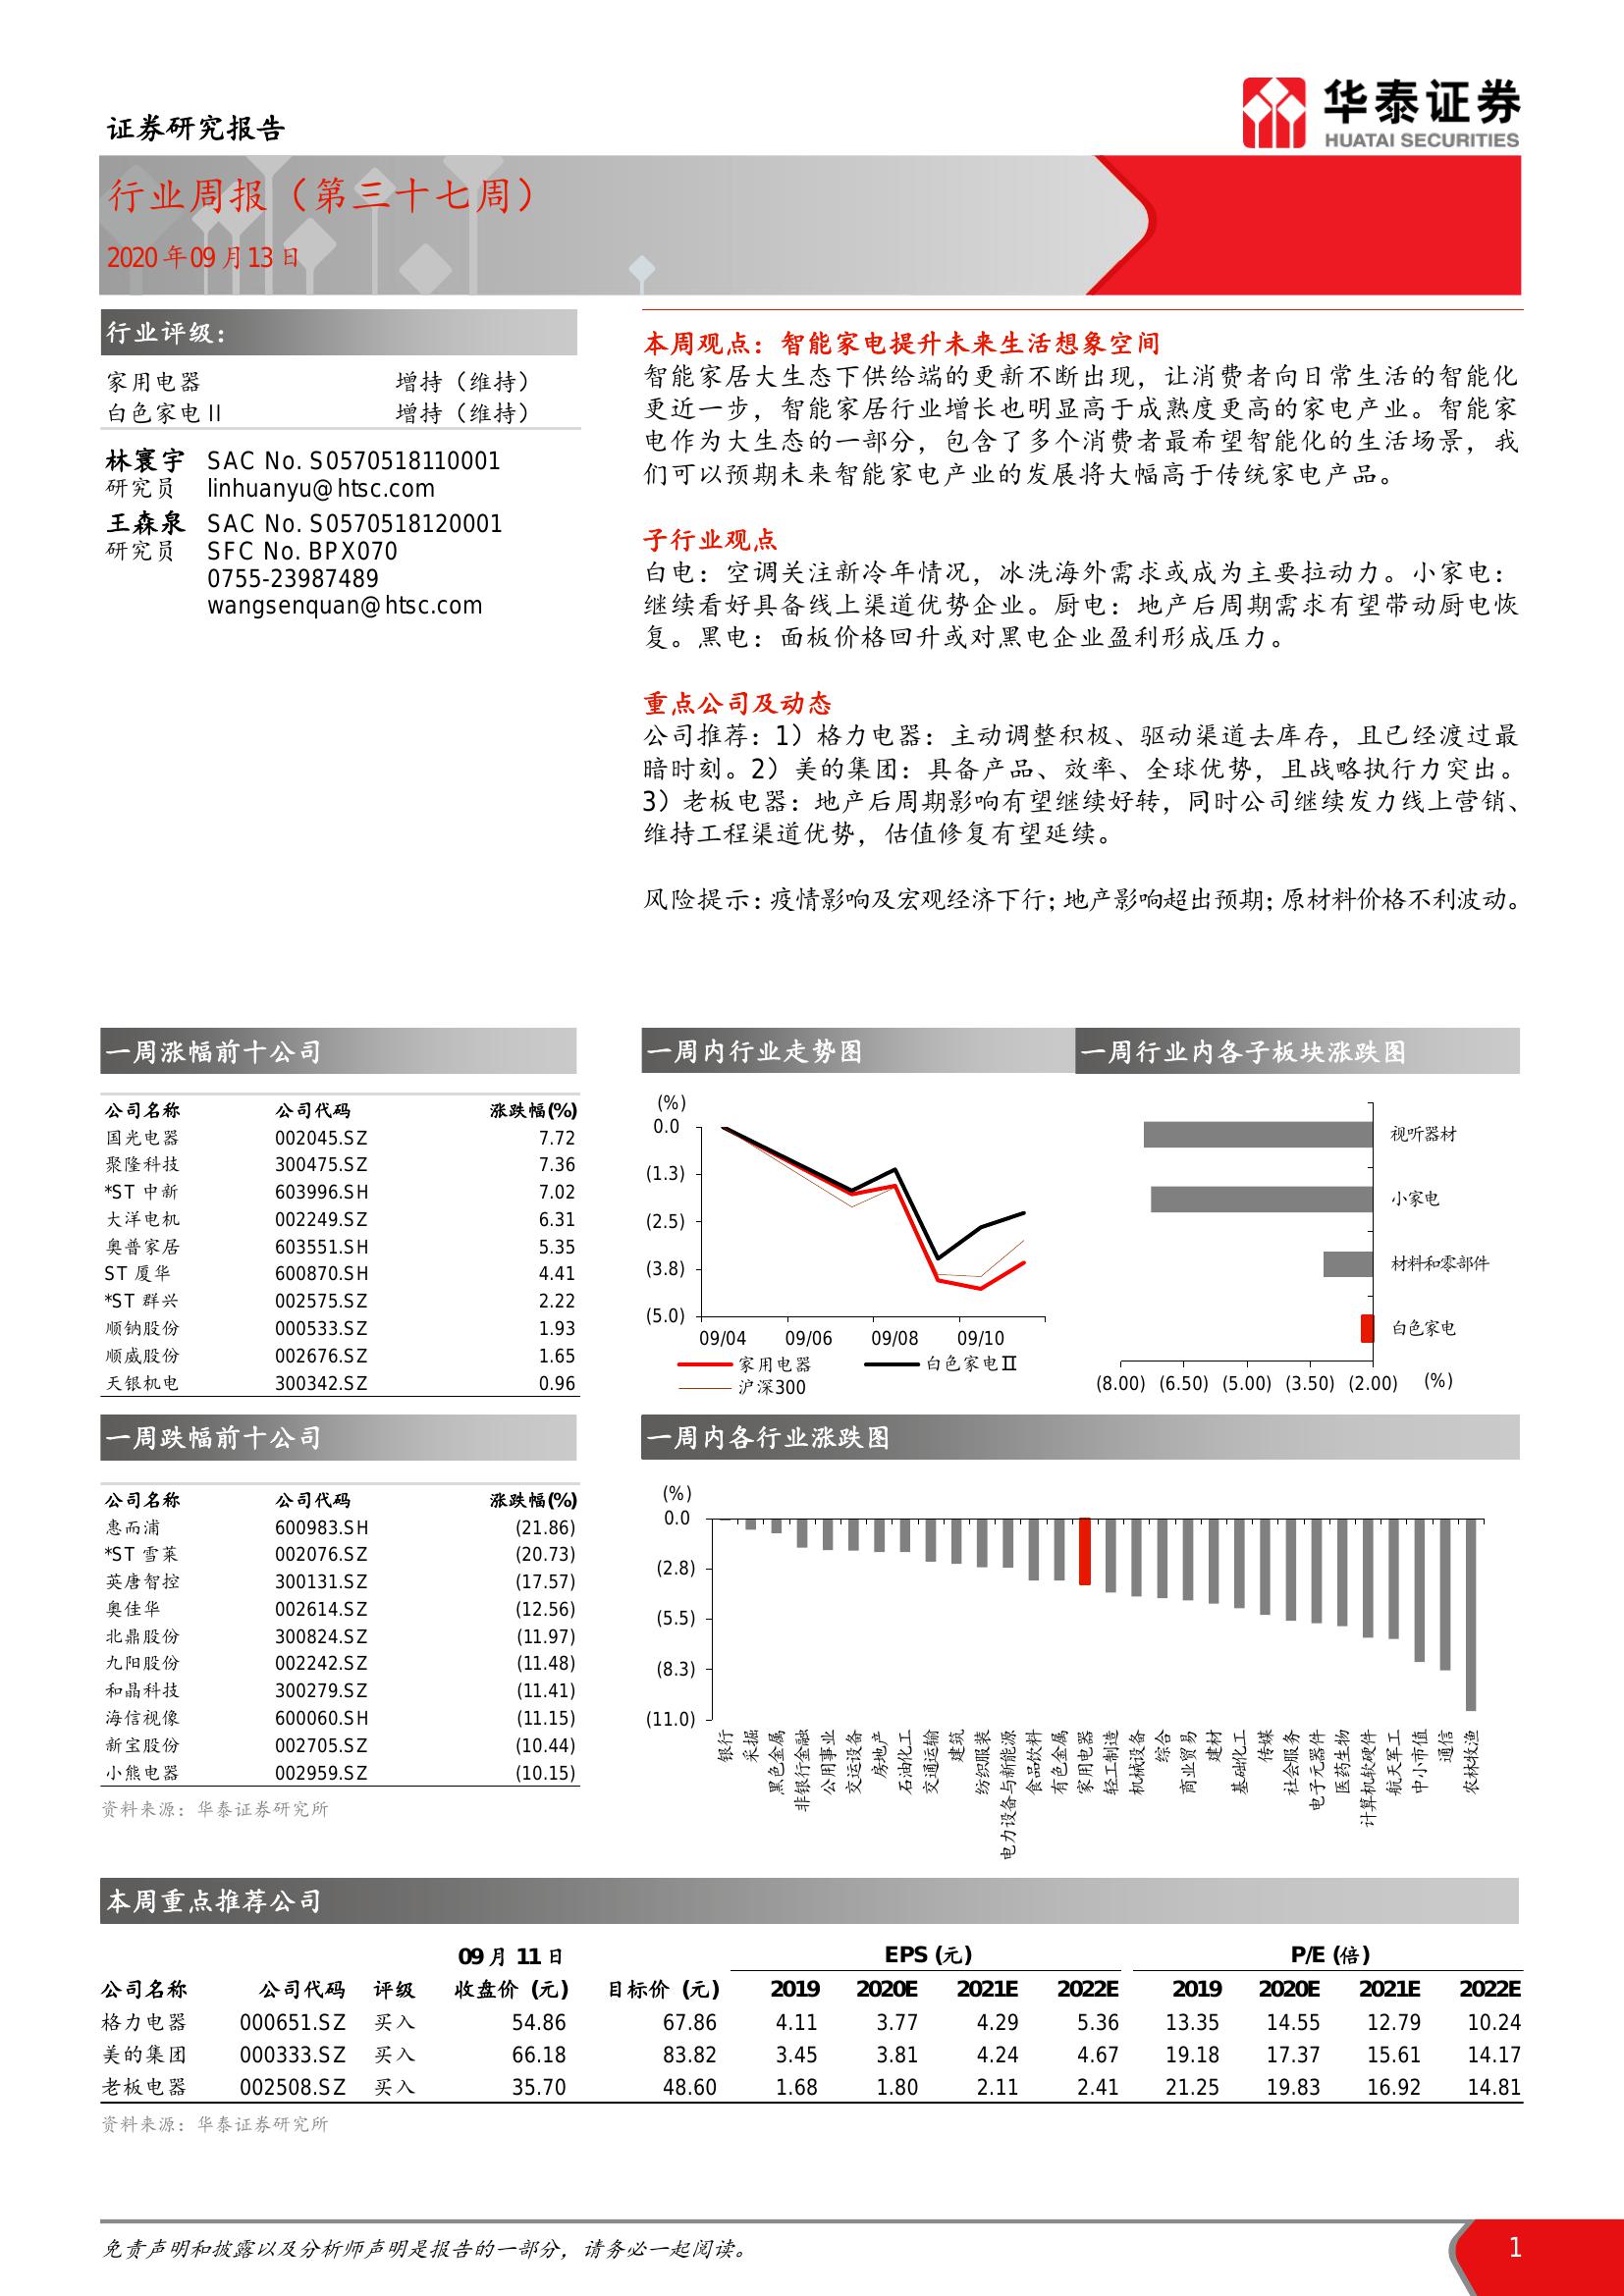 证券研究报告
华泰证券
HUATAI SECURITIES
行业周报（第三十七周）
2020年09月13日
行业评级：
家用电器 增持（维持）
白色家电II 增持（维持）
林寰宇 SAC No. S0570518110001
研究员 linhuanyu@htsc.com
王森泉 SAC No. S0570518120001
研究员 SFC No. BPX070
0755-23987489
wangsenquan@htsc.com
本周观点：智能家电提升未来生活想象空间
智能家居大生态下供给端的更新不断出现，让消费者向日常生活的智能化
更近一步，智能家居行业增长也明显高于成熟度更高的家电产业。智能家
电作为大生态的一部分，包含了多个消费者最希望智能化的生活场景，我
们可以预期未来智能家电产业的发展将大幅高于传统家电产品。
子行业观点
白电：空调关注新冷年情况，冰洗海外需求或成为主要拉动力。小家电：
继续看好具备线上渠道优势企业。厨电：地产后周期需求有望带动厨电恢
复。黑电：面板价格回升或对黑电企业盈利形成压力。
重点公司及动态
公司推荐：1）格力电器：主动调整积极、驱动渠道去库存，且已经渡过最
暗时刻。2）美的集团：具备产品、效率、全球优势，且战略执行力突出。
3）老板电器：地产后周期影响有望继续好转，同时公司继续发力线上营销、
维持工程渠道优势，估值修复有望延续。
风险提示：疫情影响及宏观经济下行；地产影响超出预期；原材料价格不利波动。
一周涨幅前十公司
公司名称 公司代码 涨跌幅(%)
国光电器 002045.SZ 7.72
聚隆科技 300475.SZ 7.36
*ST中新 603996.SH 7.02
大洋电机 002249.SZ 6.31
奥普家居 603551.SH 5.35
ST厦华 600870.SH 4.41
*ST群兴 002575.SZ 2.22
顺钠股份 000533.SZ 1.93
顺威股份 002676.SZ 1.65
天银机电 300342.SZ 0.96
一周内行业走势图
(%)
0.0
(1.3)
(2.5)
(3.8)
(5.0)
09/04 09/06 09/08 09/10
家用电器 白色家电Ⅱ
沪深300
一周行业内各子板块涨跌图
视听器材
小家电
材料和零部件
白色家电
(8.00) (6.50) (5.00) (3.50) (2.00) (%)
一周跌幅前十公司
公司名称 公司代码 涨跌幅(%)
惠而浦 600983.SH (21.86)
*ST雪莱 002076.SZ (20.73)
英唐智控 300131.SZ (17.57)
奥佳华 002614.SZ (12.56)
北鼎股份 300824.SZ (11.97)
九阳股份 002242.SZ (11.48)
和晶科技 300279.SZ (11.41)
海信视像 600060.SH (11.15)
新宝股份 002705.SZ (10.44)
小熊电器 002959.SZ (10.15)
资料来源：华泰证券研究所
一周内各行业涨跌图
(%)
0.0
(2.8)
(5.5)
(8.3)
(11.0)
银行
采掘
黑色金属
非银行金融
公用事业
交运设备
房地产
石油化工
交通运输
建筑
纺织服装
电力设备与新能源
食品饮料
有色金属
家用电器
轻工制造
机械设备
综合
商业贸易
建材
基础化工
传媒
社会服务
电子元器件
医药生物
计算机软硬件
航天军工
中小市值
通信
农林牧渔
本周重点推荐公司
09月11日 EPS (元) P/E (倍)
公司名称 公司代码 评级 收盘价 (元) 目标价 (元) 2019 2020E 2021E 2022E 2019 2020E 2021E 2022E
格力电器 000651.SZ 买入 54.86 67.86 4.11 3.77 4.29 5.36 13.35 14.55 12.79 10.24
美的集团 000333.SZ 买入 66.18 83.82 3.45 3.81 4.24 4.67 19.18 17.37 15.61 14.17
老板电器 002508.SZ 买入 35.70 48.60 1.68 1.80 2.11 2.41 21.25 19.83 16.92 14.81
资料来源：华泰证券研究所
免责声明和披露以及分析师声明是报告的一部分，请务必一起阅读。 1